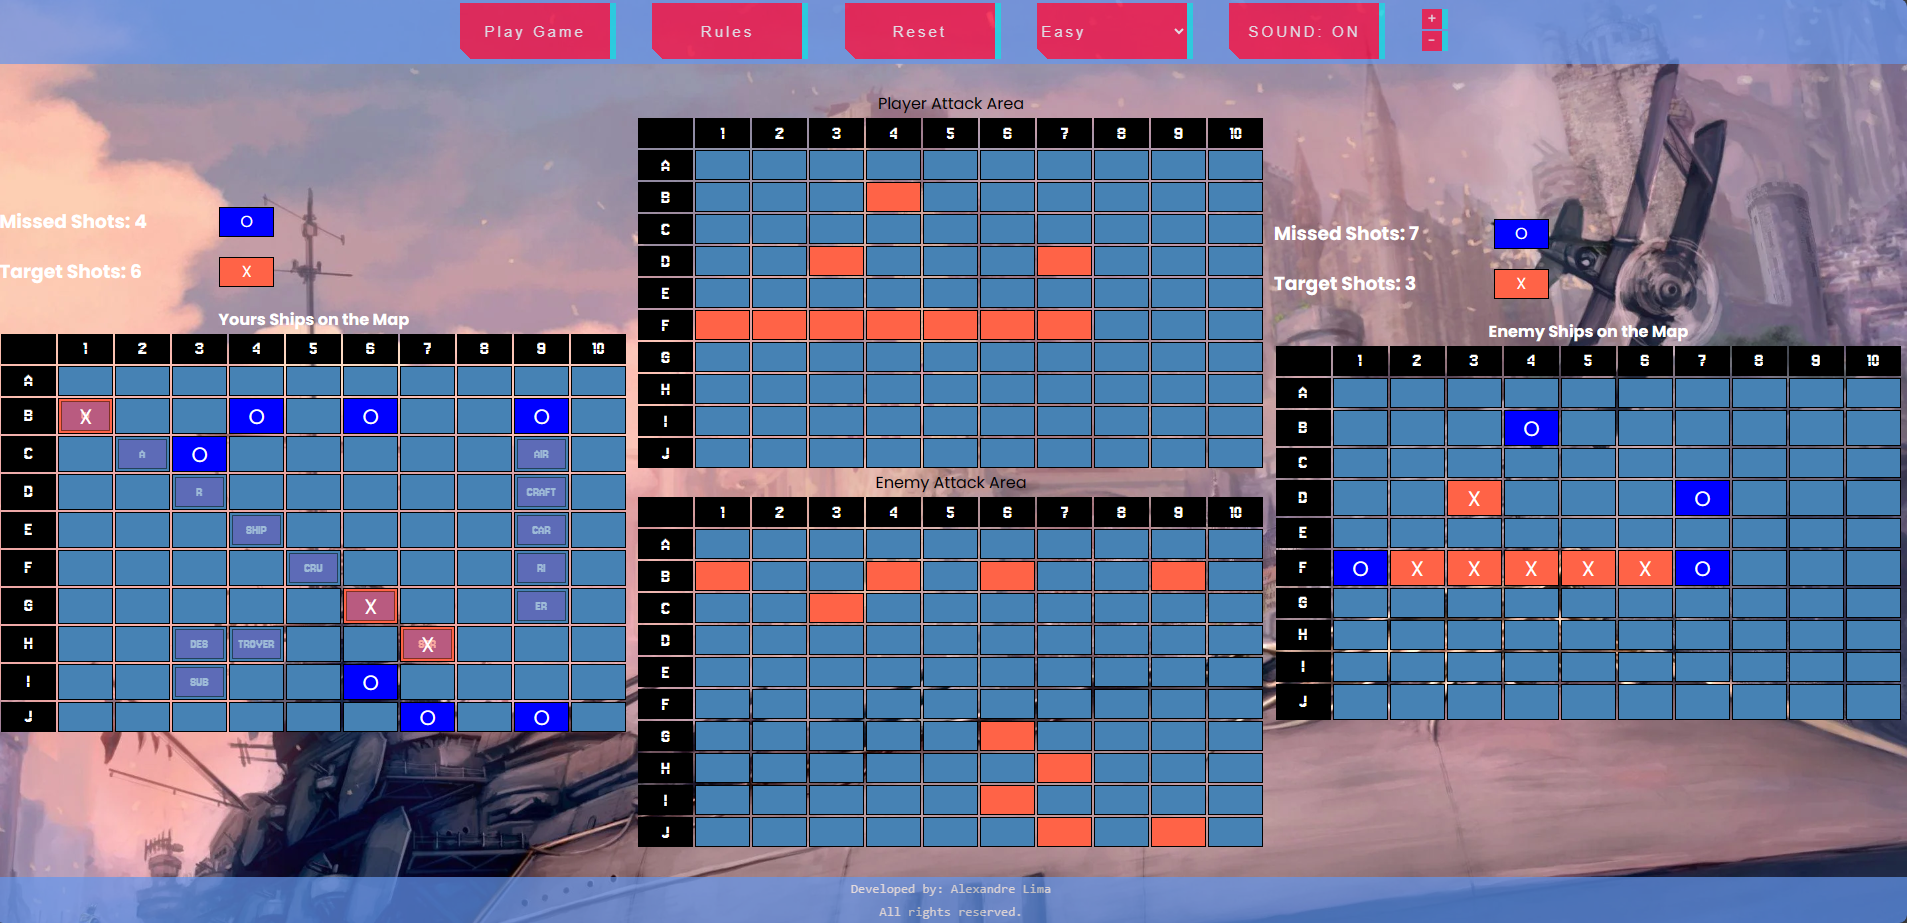 Play Game Rules Reset Easy SOUND: ON + -
Player Attack Area
1 2 3 4 5 6 7 8 9 10
A
B
C
D
E
F
G
H
I
J
Missed Shots: 4 O
Target Shots: 6 X
Yours Ships on the Map
1 2 3 4 5 6 7 8 9 10
A
B X O O O
C A O AIR
D R CRAFT
E SHIP CAR
F CRU RI
G X ER
H DES TROYER X
I SUB O
J O O
Enemy Attack Area
1 2 3 4 5 6 7 8 9 10
A
B
C
D
E
F
G
H
I
J
Missed Shots: 7 O
Target Shots: 3 X
Enemy Ships on the Map
1 2 3 4 5 6 7 8 9 10
A
B O
C
D X O
E
F O X X X X X O
G
H
I
J
Developed by: Alexandre Lima
All rights reserved.